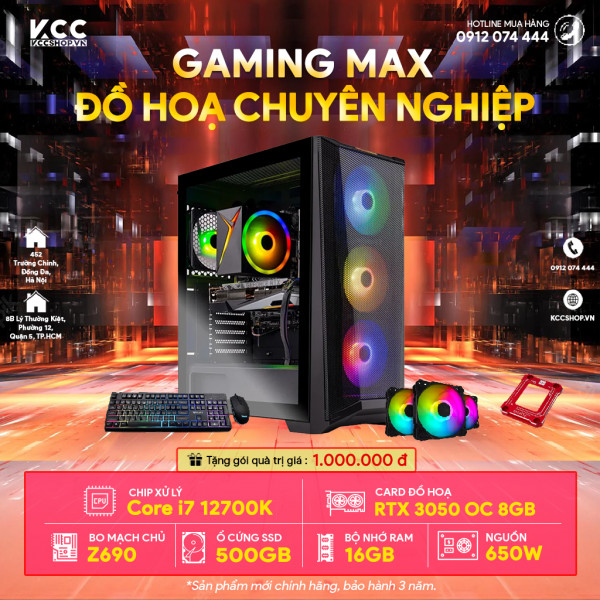 KCC
KCCSHOP.VN
HOTLINE MUA HÀNG
0912 074 444
GAMING MAX
ĐỒ HOẠ CHUYÊN NGHIỆP
452
Trường Chinh,
Đống Đa,
Hà Nội
8B Lý Thường Kiệt,
Phường 12,
Quận 5, TP.HCM
0912 074 444
KCCSHOP.VN
Tặng gói quà trị giá : 1.000.000 đ
CPU
CHIP XỬ LÝ
Core i7 12700K
CARD ĐỒ HOẠ
RTX 3050 OC 8GB
BO MẠCH CHỦ
Z690
Ổ CỨNG SSD
500GB
BỘ NHỚ RAM
16GB
NGUỒN
650W
*Sản phẩm mới chính hãng, bảo hành 3 năm.